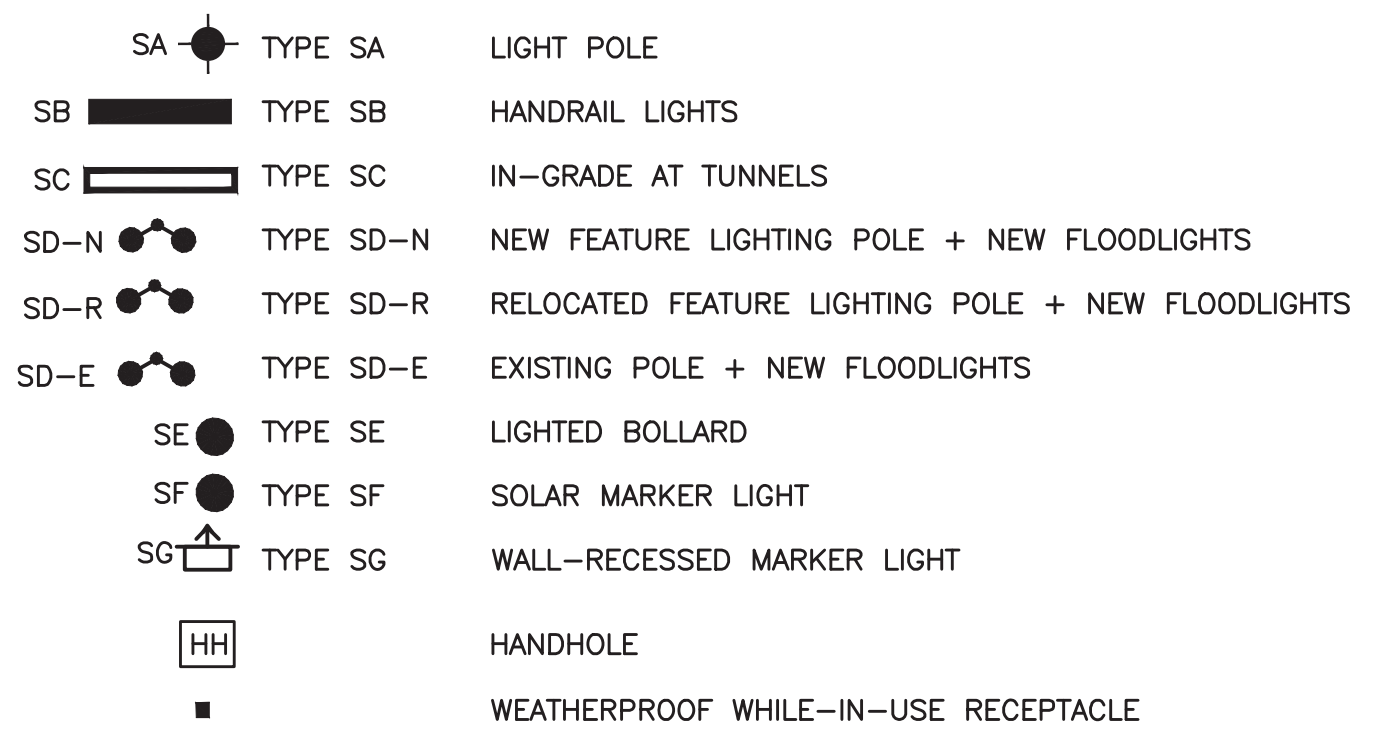 SA TYPE SA LIGHT POLE
SB TYPE SB HANDRAIL LIGHTS
SC TYPE SC IN-GRADE AT TUNNELS
SD-N TYPE SD-N NEW FEATURE LIGHTING POLE + NEW FLOODLIGHTS
SD-R TYPE SD-R RELOCATED FEATURE LIGHTING POLE + NEW FLOODLIGHTS
SD-E TYPE SD-E EXISTING POLE + NEW FLOODLIGHTS
SE TYPE SE LIGHTED BOLLARD
SF TYPE SF SOLAR MARKER LIGHT
SG TYPE SG WALL-RECESSED MARKER LIGHT
HH HANDHOLE
WEATHERPROOF WHILE-IN-USE RECEPTACLE